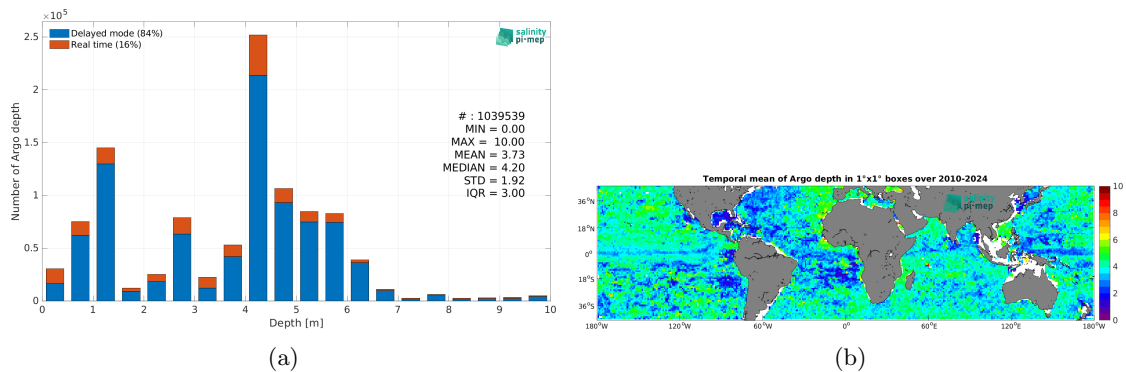 ×10⁵
Delayed mode (84%)
Real time (16%)
salinity
pi-mep
2.5
2
1.5
1
0.5
0
Number of Argo depth
# : 1039539
MIN = 0.00
MAX = 10.00
MEAN = 3.73
MEDIAN = 4.20
STD = 1.92
IQR = 3.00
0 1 2 3 4 5 6 7 8 9 10
Depth [m]
(a)
Temporal mean of Argo depth in 1°x1° boxes over 2010-2024
salinity
pi-mep
36°N
18°N
0°
18°S
36°S
180°W 120°W 60°W 0°W 60°E 120°E 180°W
10
8
6
4
2
0
(b)